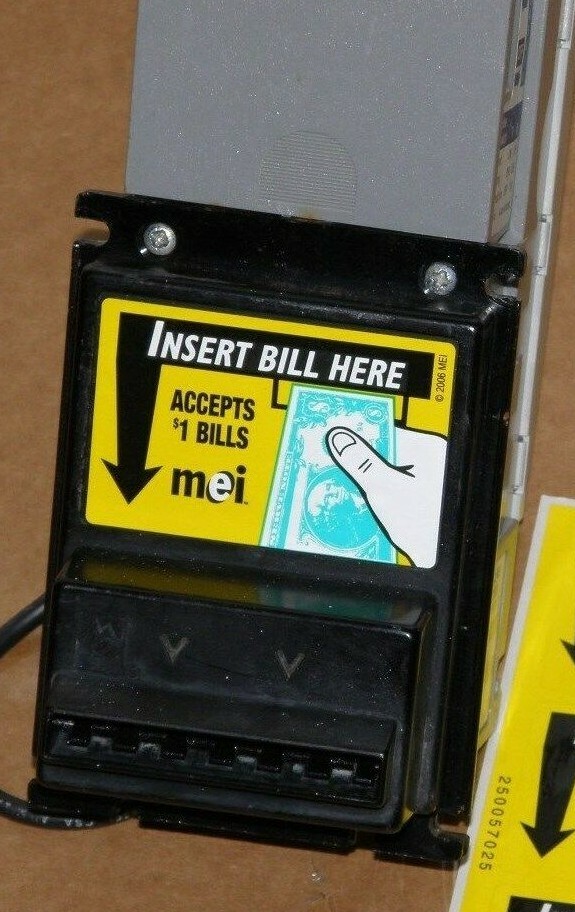 INSERT BILL HERE
ACCEPTS
$1 BILLS
mei
© 2006 MEI
250057025